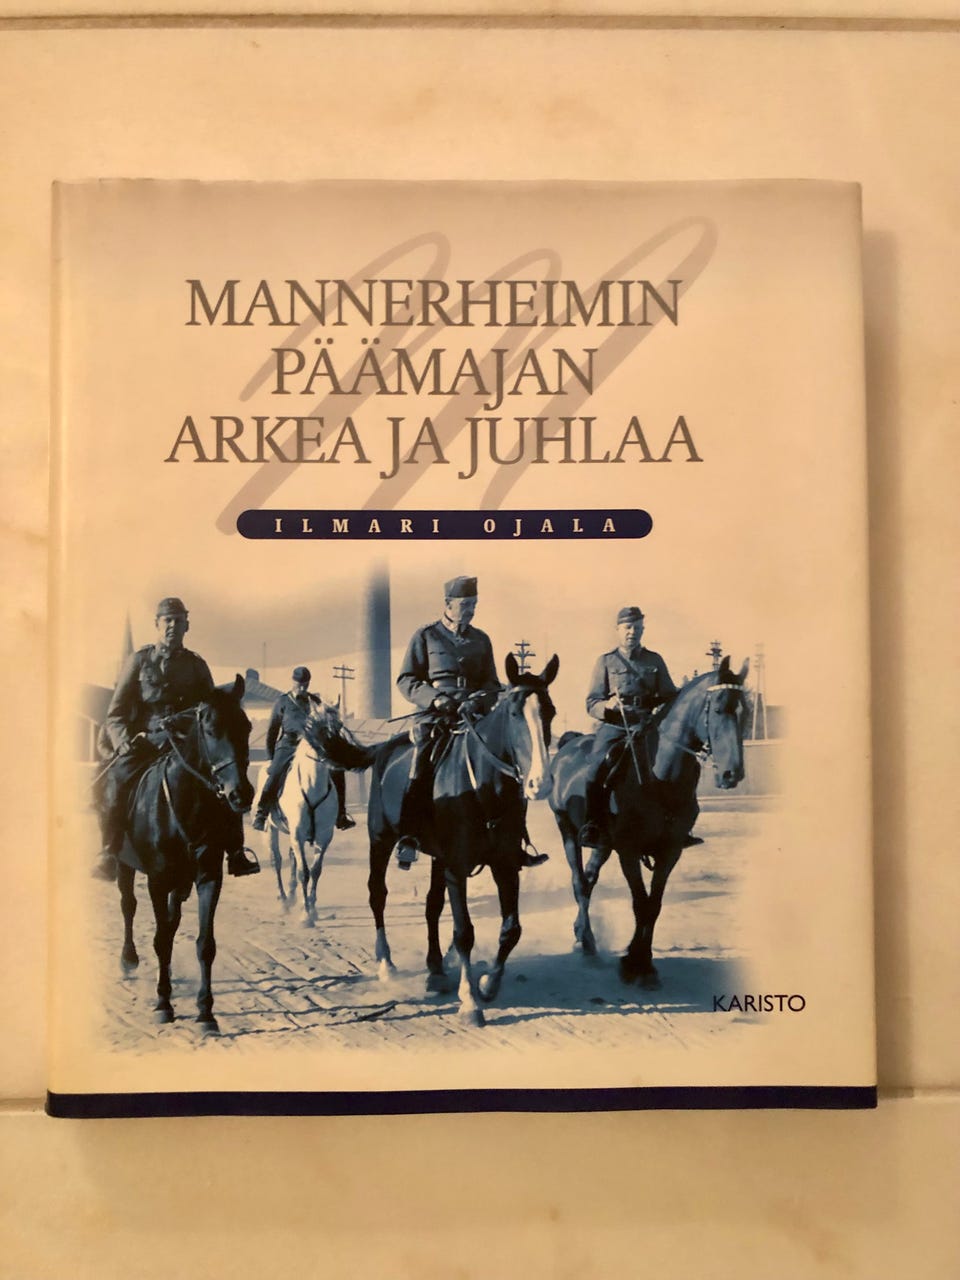 MANNERHEIMIN
PÄÄMAJAN
ARKEA JA JUHLAA
ILMARI OJALA
KARISTO